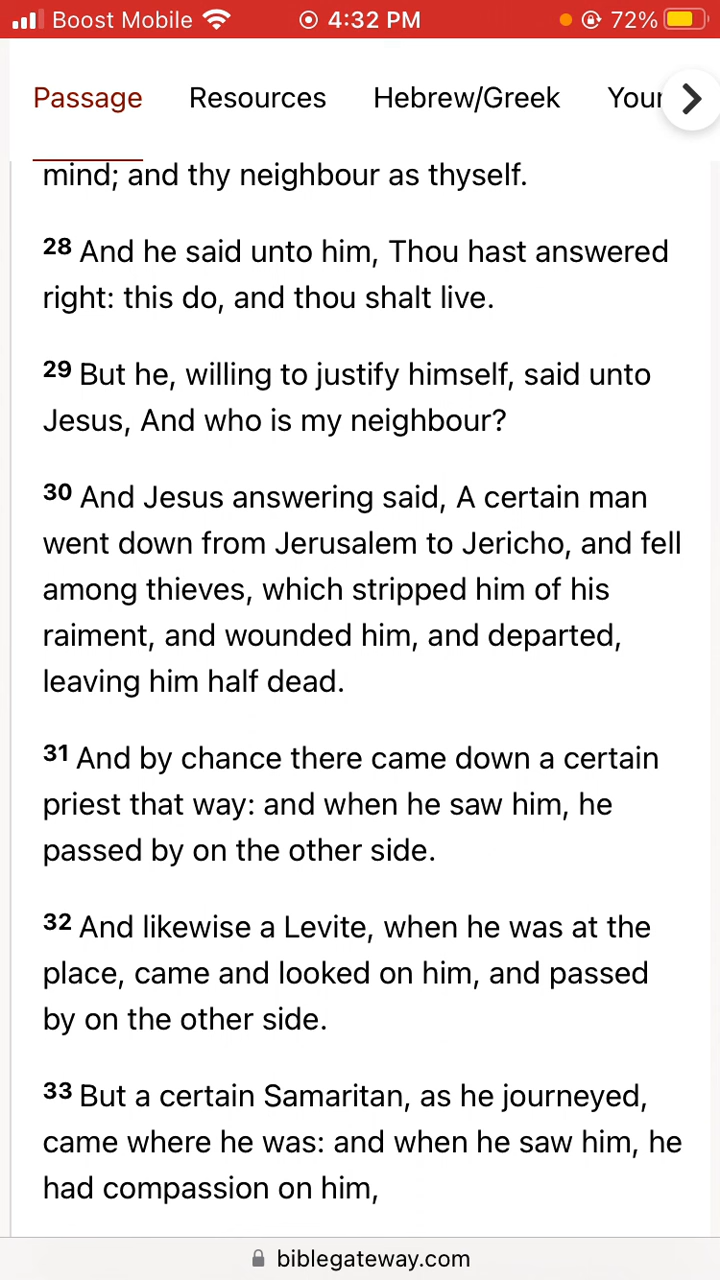 Boost Mobile 4:32 PM 72%
Passage Resources Hebrew/Greek
mind; and thy neighbour as thyself.
28 And he said unto him, Thou hast answered
right: this do, and thou shalt live.
29 But he, willing to justify himself, said unto
Jesus, And who is my neighbour?
30 And Jesus answering said, A certain man
went down from Jerusalem to Jericho, and fell
among thieves, which stripped him of his
raiment, and wounded him, and departed,
leaving him half dead.
31 And by chance there came down a certain
priest that way: and when he saw him, he
passed by on the other side.
32 And likewise a Levite, when he was at the
place, came and looked on him, and passed
by on the other side.
33 But a certain Samaritan, as he journeyed,
came where he was: and when he saw him, he
had compassion on him,
biblegateway.com